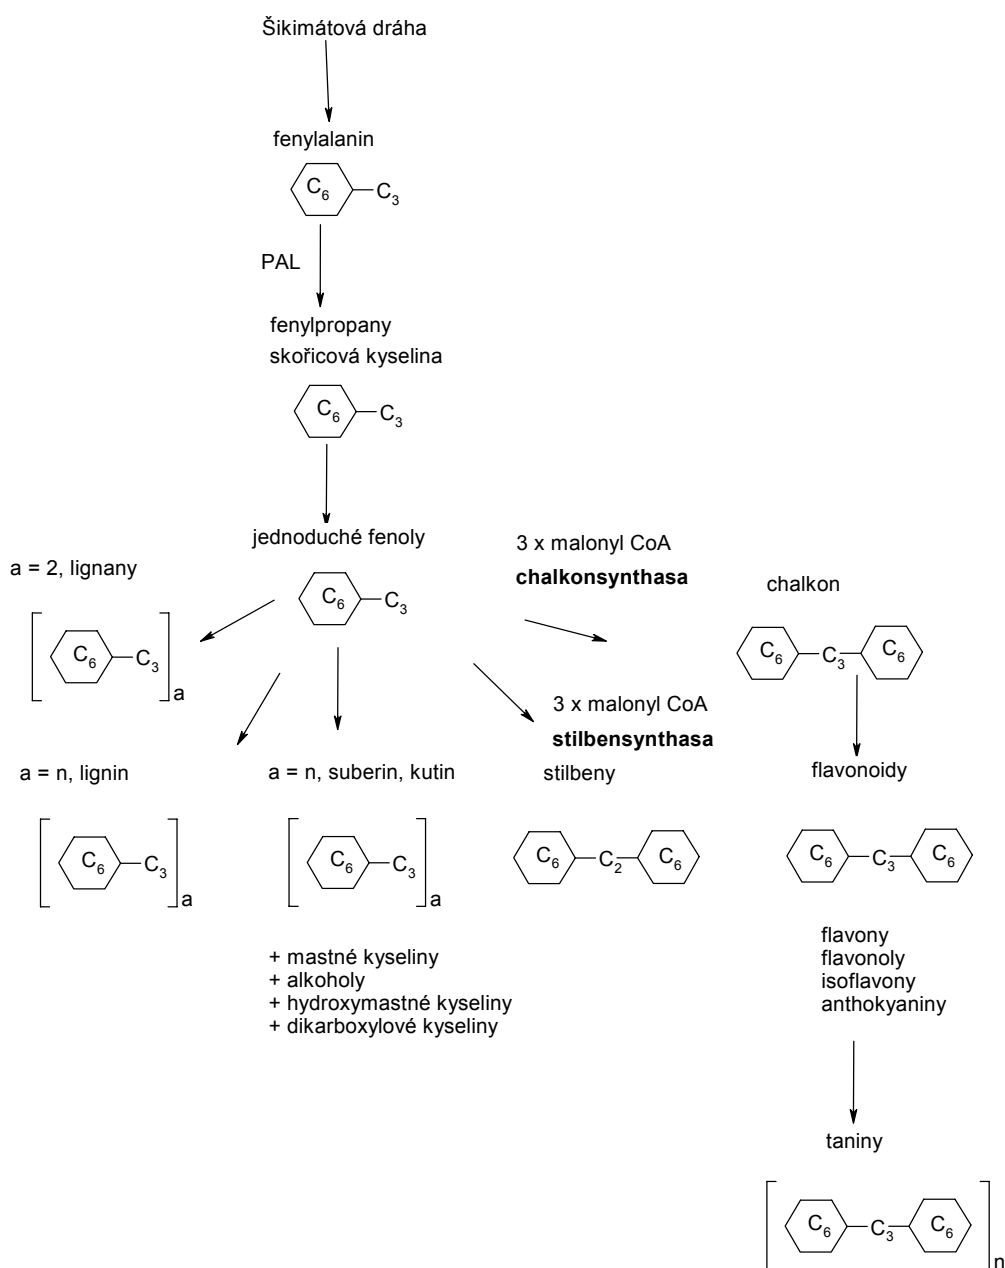 Šikimátová dráha
fenylalanin
C6 C3
PAL
fenylpropany
skořicová kyselina
C6 C3
jednoduché fenoly
C6 C3
a = 2, lignany
C6 C3 a
a = n, lignin
C6 C3 a
a = n, suberin, kutin
C6 C3 a
+ mastné kyseliny
+ alkoholy
+ hydroxymastné kyseliny
+ dikarboxylové kyseliny
3 x malonyl CoA
stilbensynthasa
stilbeny
C6 C2 C6
3 x malonyl CoA
chalkonsynthasa
chalkon
C6 C3 C6
flavonoidy
C6 C3 C6
flavony
flavonoly
isoflavony
anthokyaniny
taniny
C6 C3 C6 n